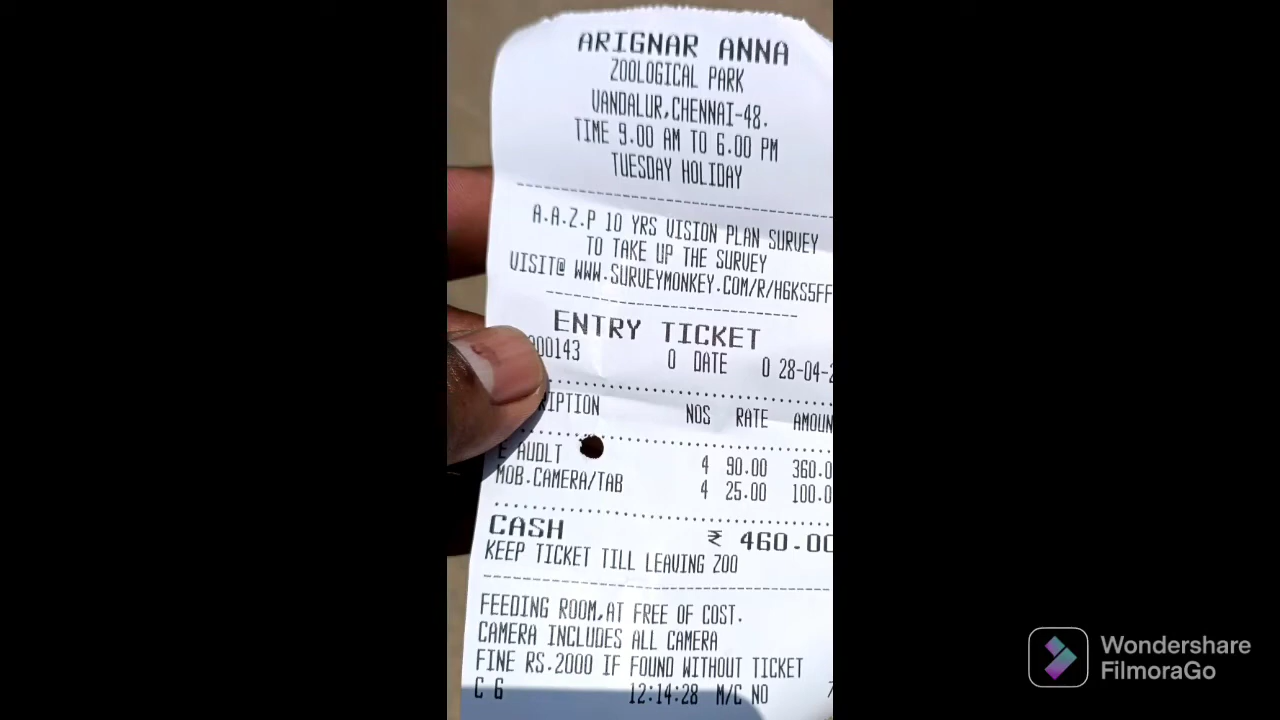 ARIGNAR ANNA
ZOOLOGICAL PARK
VANDALUR,CHENNAI-48.
TIME 9.00 AM TO 6.00 PM
TUESDAY HOLIDAY
A.A.Z.P 10 YRS VISION PLAN SURVEY
TO TAKE UP THE SURVEY
VISIT@ WWW.SURVEYMONKEY.COM/R/H6KS5FF
ENTRY TICKET
00143 0 DATE 0 28-04-
RIPTION NOS RATE AMOUN
E AUDLT 4 90.00 360.0
MOB.CAMERA/TAB 4 25.00 100.0
CASH ₹ 460.00
KEEP TICKET TILL LEAVING ZOO
FEEDING ROOM,AT FREE OF COST.
CAMERA INCLUDES ALL CAMERA
FINE RS.2000 IF FOUND WITHOUT TICKET
C 6 12:14:28 M/C NO
Wondershare
FilmoraGo